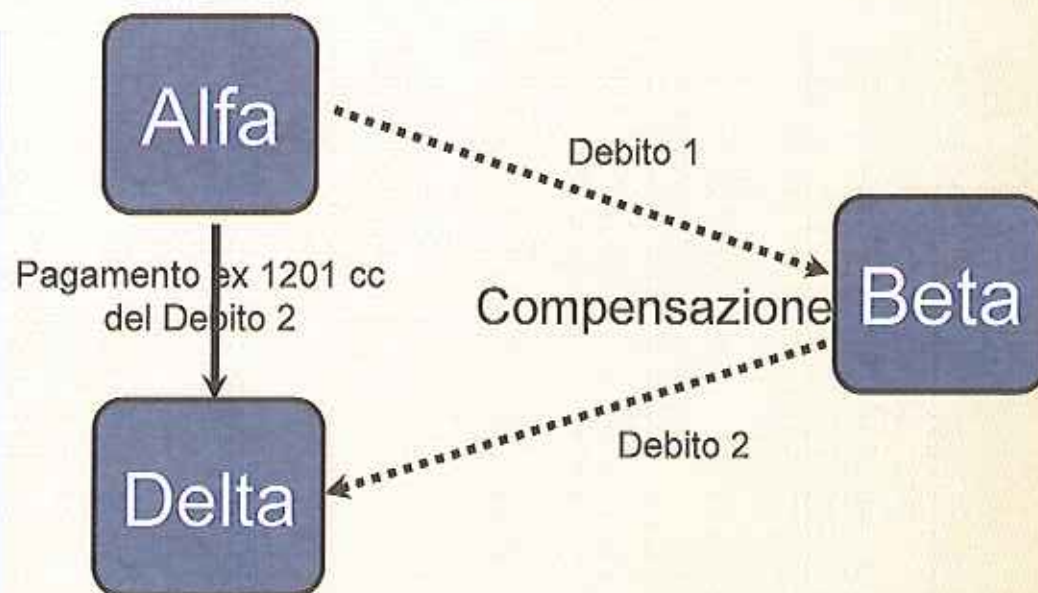 Alfa
Debito 1
Pagamento ex 1201 cc
del Debito 2
Compensazione
Beta
Debito 2
Delta